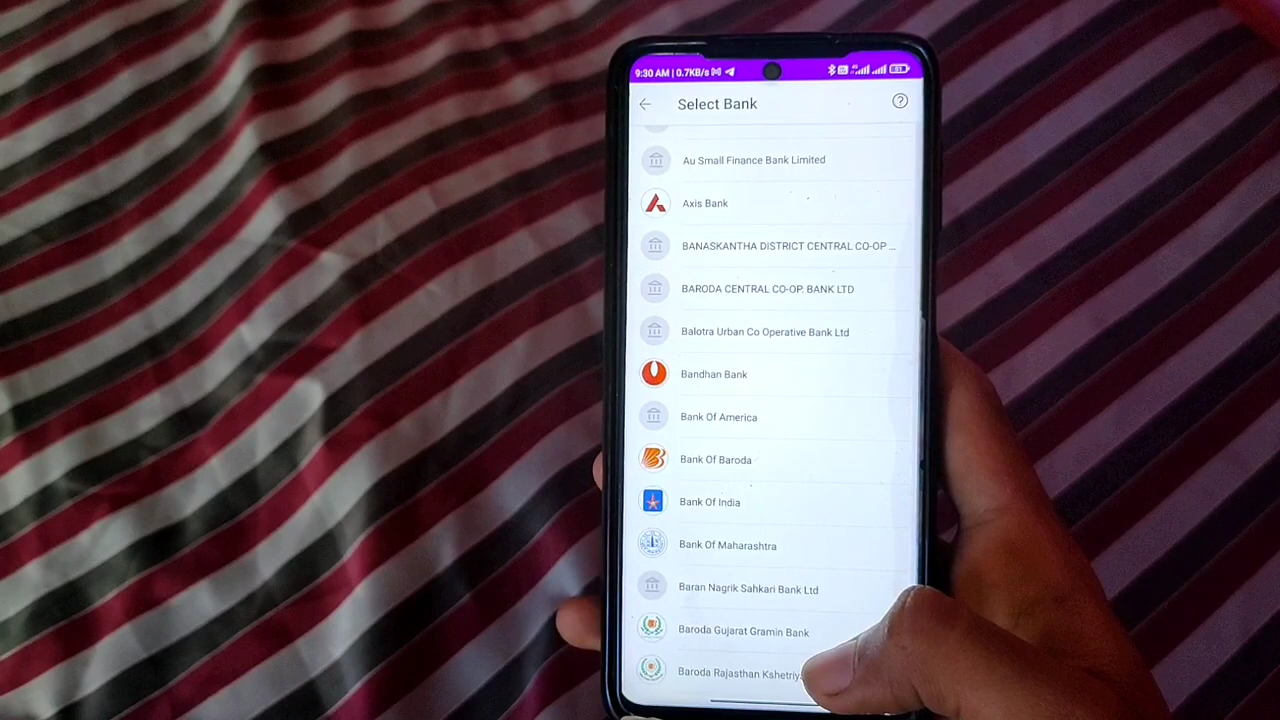 9:30 AM | 0.7KB/s
Select Bank
Au Small Finance Bank Limited
Axis Bank
BANASKANTHA DISTRICT CENTRAL CO-OP ...
BARODA CENTRAL CO-OP. BANK LTD
Balotra Urban Co Operative Bank Ltd
Bandhan Bank
Bank Of America
Bank Of Baroda
Bank Of India
Bank Of Maharashtra
Baran Nagrik Sahkari Bank Ltd
Baroda Gujarat Gramin Bank
Baroda Rajasthan Kshetriy